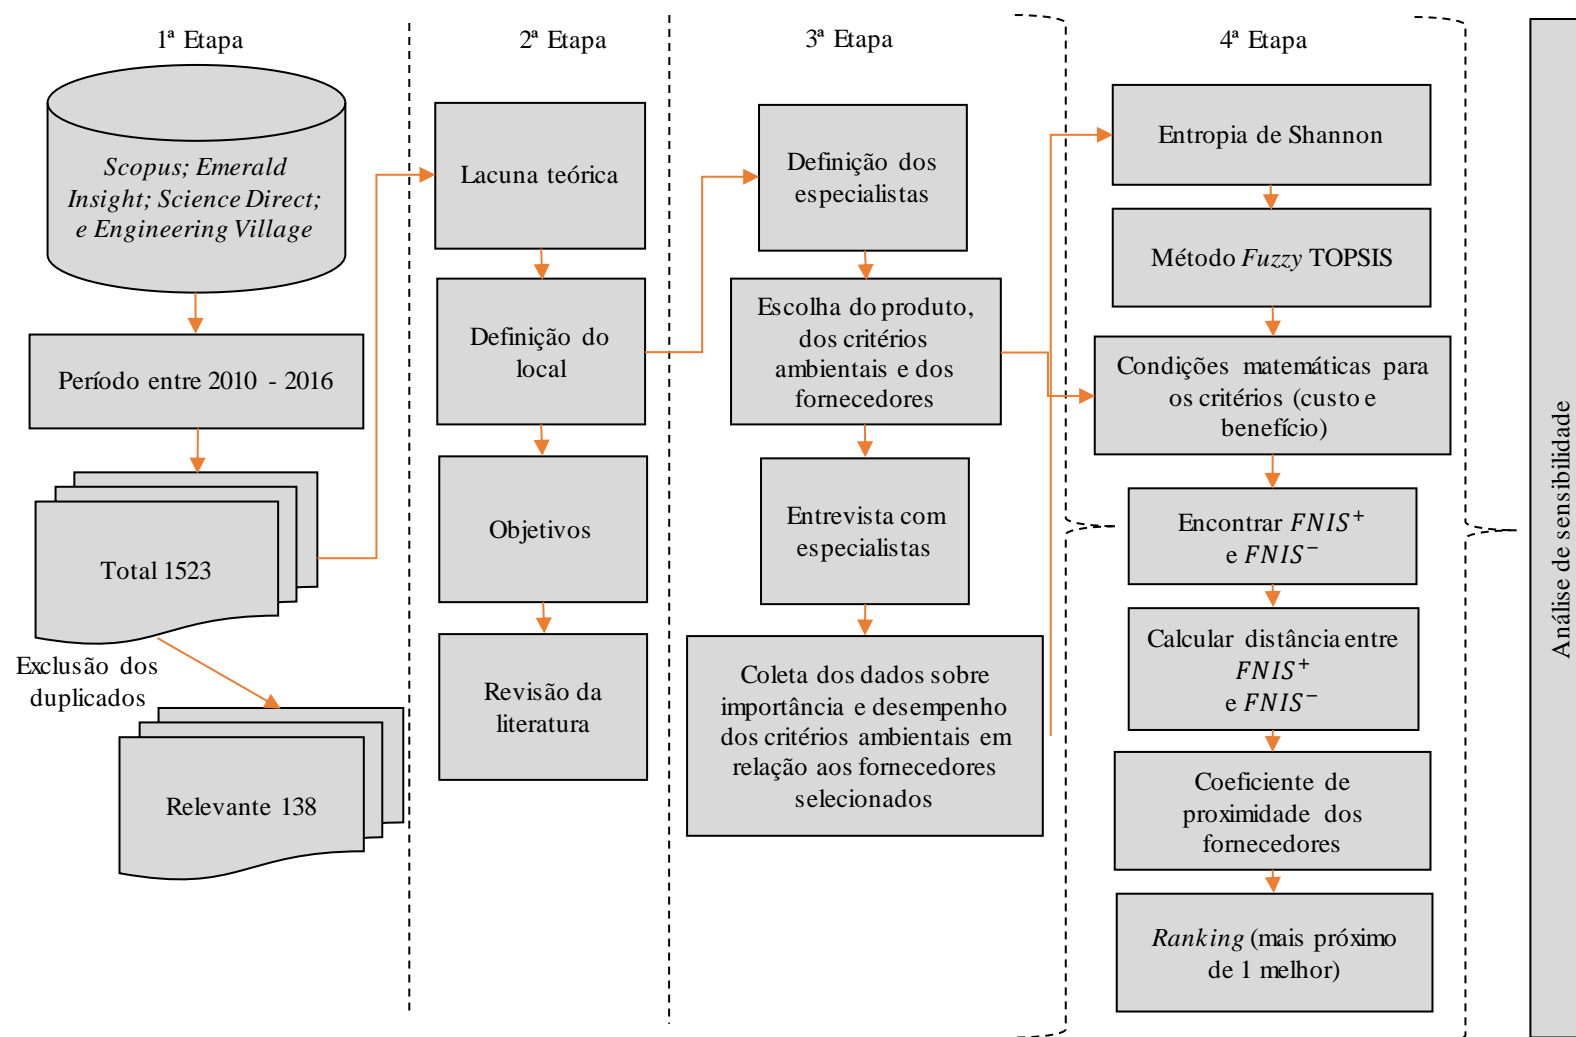 1ª Etapa
Scopus; Emerald
Insight; Science Direct;
e Engineering Village
Período entre 2010 - 2016
Total 1523
Exclusão dos
duplicados
Relevante 138
2ª Etapa
Lacuna teórica
Definição do
local
Objetivos
Revisão da
literatura
3ª Etapa
Definição dos
especialistas
Escolha do produto,
dos critérios
ambientais e dos
fornecedores
Entrevista com
especialistas
Coleta dos dados sobre
importância e desempenho
dos critérios ambientais em
relação aos fornecedores
selecionados
4ª Etapa
Entropia de Shannon
Método Fuzzy TOPSIS
Condições matemáticas para
os critérios (custo e
benefício)
Encontrar FNIS⁺
e FNIS⁻
Calcular distância entre
FNIS⁺
e FNIS⁻
Coeficiente de
proximidade dos
fornecedores
Ranking (mais próximo
de 1 melhor)
Análise de sensibilidade